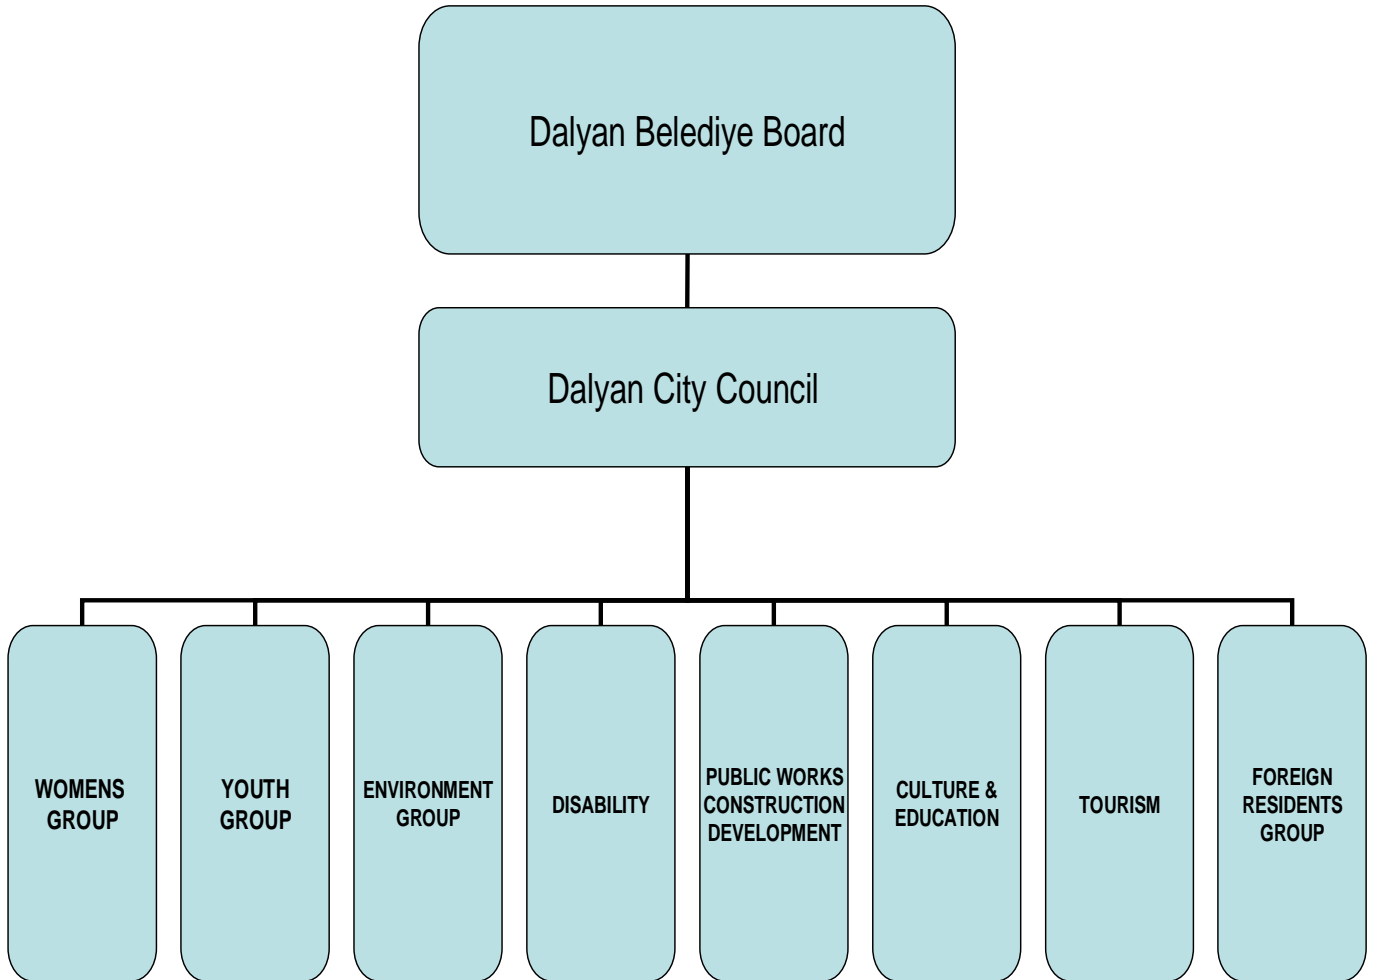 Dalyan Belediye Board
Dalyan City Council
WOMENS
GROUP
YOUTH
GROUP
ENVIRONMENT
GROUP
DISABILITY
PUBLIC WORKS
CONSTRUCTION
DEVELOPMENT
CULTURE &
EDUCATION
TOURISM
FOREIGN
RESIDENTS
GROUP